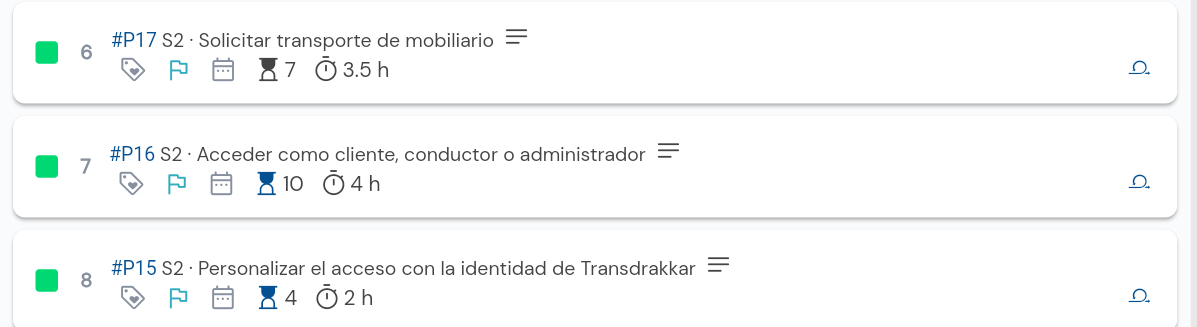 6 #P17 S2 · Solicitar transporte de mobiliario
7 3.5 h
7 #P16 S2 · Acceder como cliente, conductor o administrador
10 4 h
8 #P15 S2 · Personalizar el acceso con la identidad de Transdrakkar
4 2 h